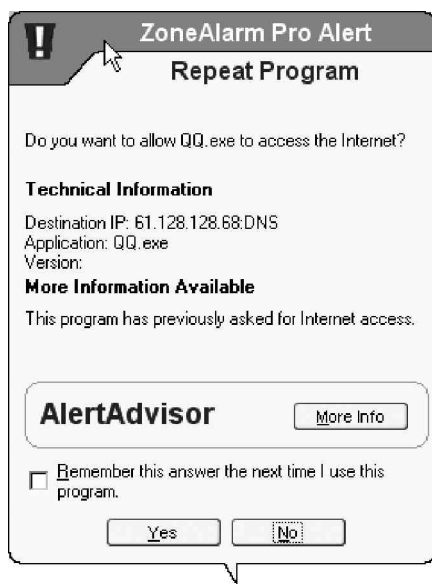 ZoneAlarm Pro Alert
Repeat Program
Do you want to allow QQ.exe to access the Internet?
Technical Information
Destination IP: 61.128.128.68:DNS
Application: QQ.exe
Version:
More Information Available
This program has previously asked for Internet access.
AlertAdvisor
More Info
Remember this answer the next time I use this
program.
Yes
No